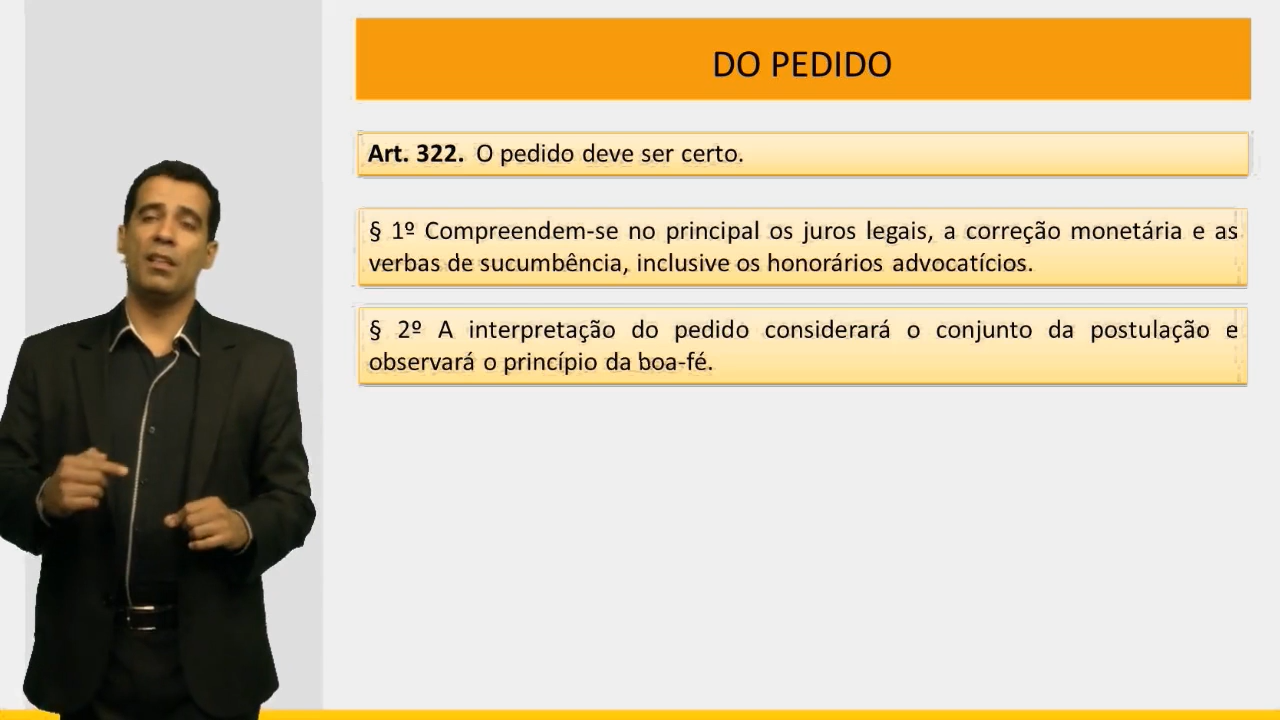 DO PEDIDO
Art. 322. O pedido deve ser certo.
§ 1º Compreendem-se no principal os juros legais, a correção monetária e as
verbas de sucumbência, inclusive os honorários advocatícios.
§ 2º A interpretação do pedido considerará o conjunto da postulação e
observará o princípio da boa-fé.